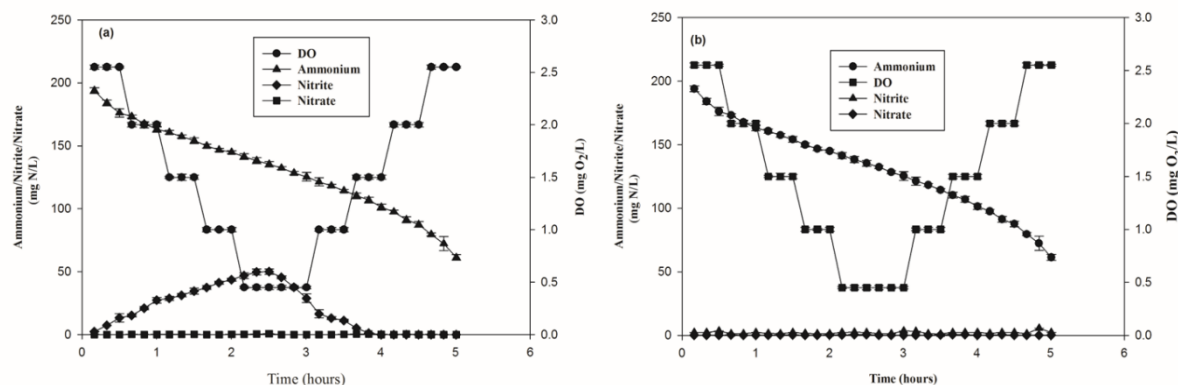 (a)
DO
Ammonium
Nitrite
Nitrate
250
200
150
100
50
0
3.0
2.5
2.0
1.5
1.0
0.5
0.0
0 1 2 3 4 5 6
Ammonium/Nitrite/Nitrate
(mg N/L)
DO (mg O2/L)
Time (hours)
(b)
Ammonium
DO
Nitrite
Nitrate
250
200
150
100
50
0
3.0
2.5
2.0
1.5
1.0
0.5
0.0
0 1 2 3 4 5 6
Ammonium/Nitrite/Nitrate
(mg N/L)
DO (mg O2/L)
Time (hours)